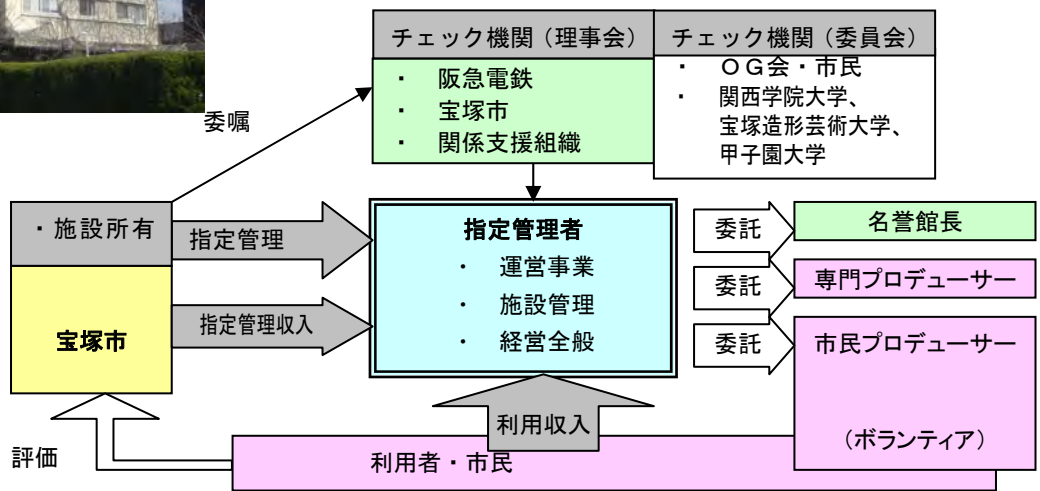 チェック機関（理事会）
・ 阪急電鉄
・ 宝塚市
・ 関係支援組織
チェック機関（委員会）
・ ＯＧ会・市民
・ 関西学院大学、
宝塚造形芸術大学、
甲子園大学
委嘱
・施設所有
宝塚市
指定管理
指定管理収入
指定管理者
・ 運営事業
・ 施設管理
・ 経営全般
委託
名誉館長
委託
専門プロデューサー
委託
市民プロデューサー
（ボランティア）
利用収入
評価
利用者・市民